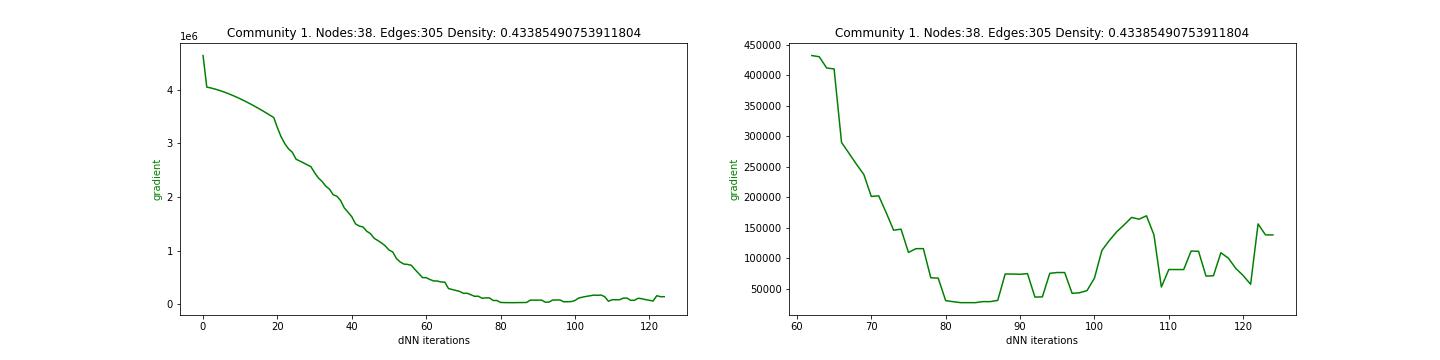 Community 1. Nodes:38. Edges:305 Density: 0.43385490753911804
1e6
4
3
2
1
0
gradient
0 20 40 60 80 100 120
dNN iterations
Community 1. Nodes:38. Edges:305 Density: 0.43385490753911804
450000
400000
350000
300000
250000
200000
150000
100000
50000
gradient
60 70 80 90 100 110 120
dNN iterations